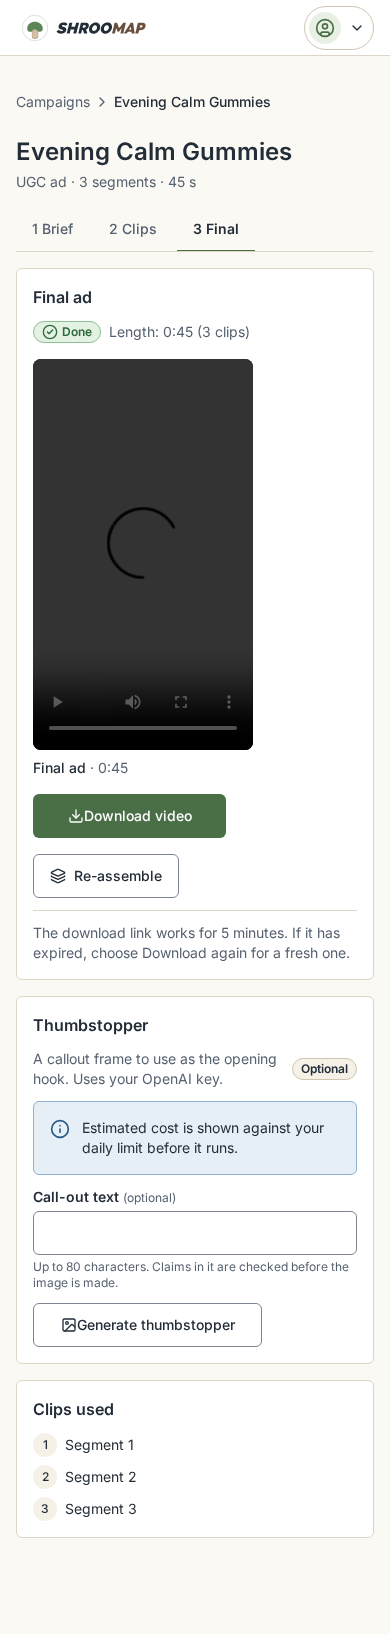 SHROOMAP
Campaigns > Evening Calm Gummies
Evening Calm Gummies
UGC ad · 3 segments · 45 s
1 Brief 2 Clips 3 Final
Final ad
Done Length: 0:45 (3 clips)
Final ad · 0:45
Download video
Re-assemble
The download link works for 5 minutes. If it has
expired, choose Download again for a fresh one.
Thumbstopper
A callout frame to use as the opening
hook. Uses your OpenAI key.
Optional
Estimated cost is shown against your
daily limit before it runs.
Call-out text (optional)
Up to 80 characters. Claims in it are checked before the
image is made.
Generate thumbstopper
Clips used
1 Segment 1
2 Segment 2
3 Segment 3